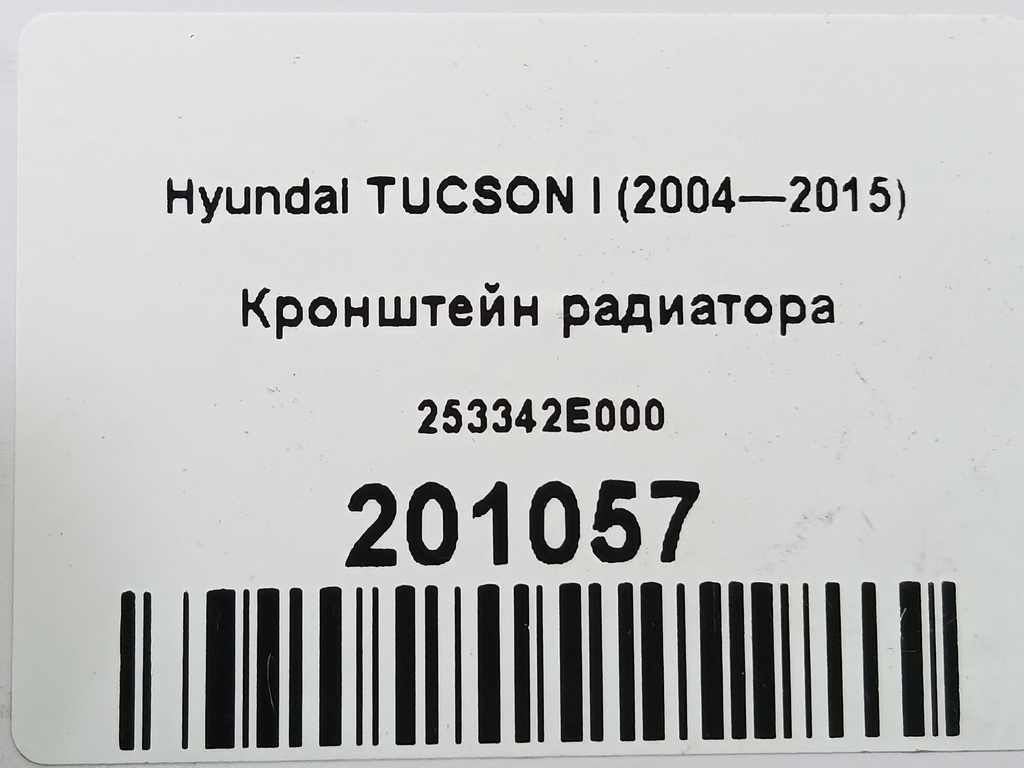 Hyundai TUCSON I (2004—2015)
Кронштейн радиатора
253342E000
201057